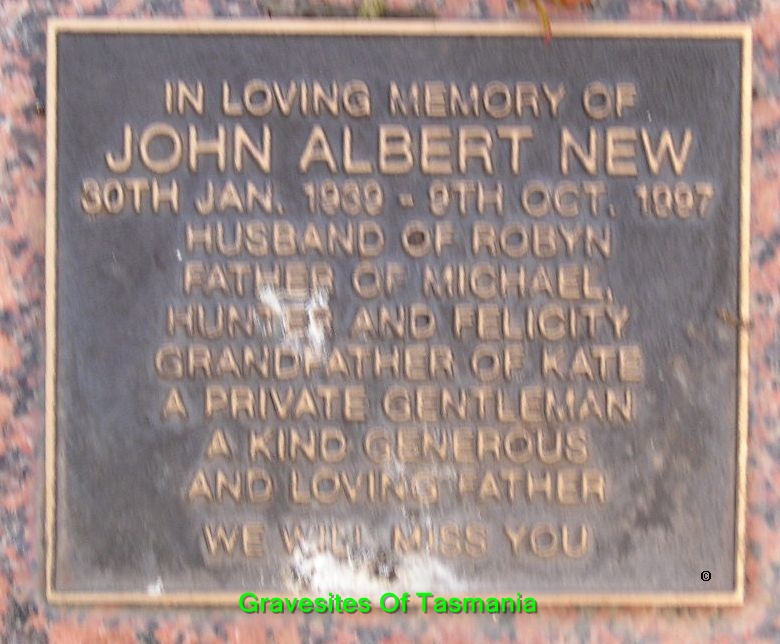 IN LOVING MEMORY OF
JOHN ALBERT NEW
30TH JAN. 1939 - 9TH OCT. 1997
HUSBAND OF ROBYN
FATHER OF MICHAEL,
HUNTER AND FELICITY
GRANDFATHER OF KATE
A PRIVATE GENTLEMAN
A KIND GENEROUS
AND LOVING FATHER
WE WILL MISS YOU
©
Gravesites Of Tasmania